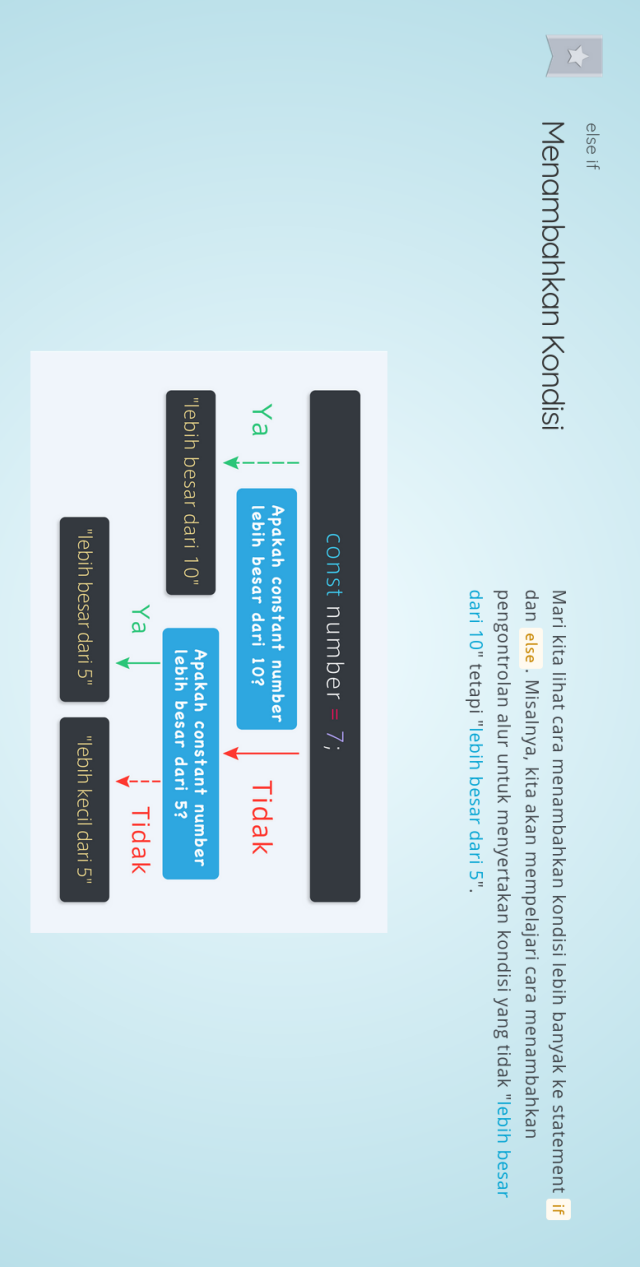 else if
Menambahkan Kondisi
Mari kita lihat cara menambahkan kondisi lebih banyak ke statement if
dan else. Misalnya, kita akan mempelajari cara menambahkan
pengontrolan alur untuk menyertakan kondisi yang tidak "lebih besar
dari 10" tetapi "lebih besar dari 5".
const number = 7;
Ya
Apakah constant number
lebih besar dari 10?
Tidak
"lebih besar dari 10"
Apakah constant number
lebih besar dari 5?
Ya
Tidak
"lebih besar dari 5"
"lebih kecil dari 5"